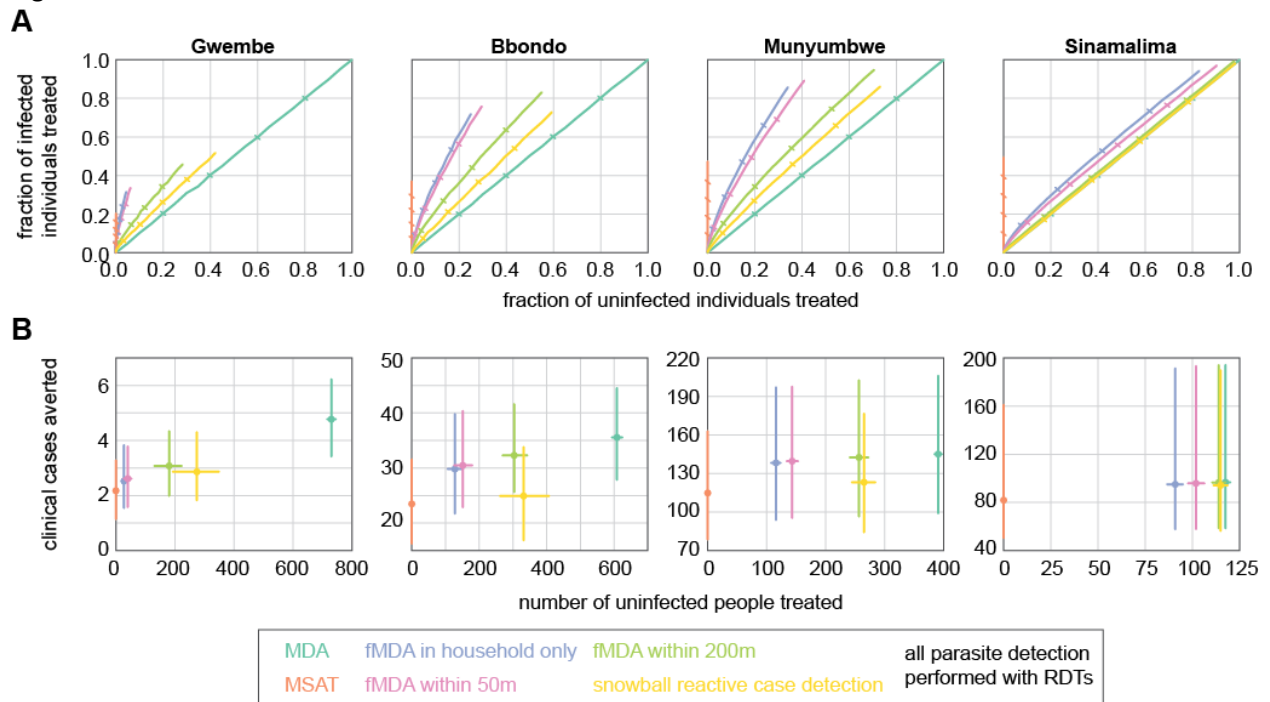 A
Gwembe Bbondo Munyumbwe Sinamalima
fraction of infected
individuals treated
1.0
0.8
0.6
0.4
0.2
0.0
0.0 0.2 0.4 0.6 0.8 1.0 0.0 0.2 0.4 0.6 0.8 1.0 0.0 0.2 0.4 0.6 0.8 1.0 0.0 0.2 0.4 0.6 0.8 1.0
fraction of uninfected individuals treated
B
clinical cases averted
6
4
2
0
0 200 400 600 800
50
40
30
20
0 200 400 600
220
190
160
130
100
70
0 100 200 300 400
200
160
120
80
40
0 25 50 75 100 125
number of uninfected people treated
MDA fMDA in household only fMDA within 200m all parasite detection
MSAT fMDA within 50m snowball reactive case detection performed with RDTs